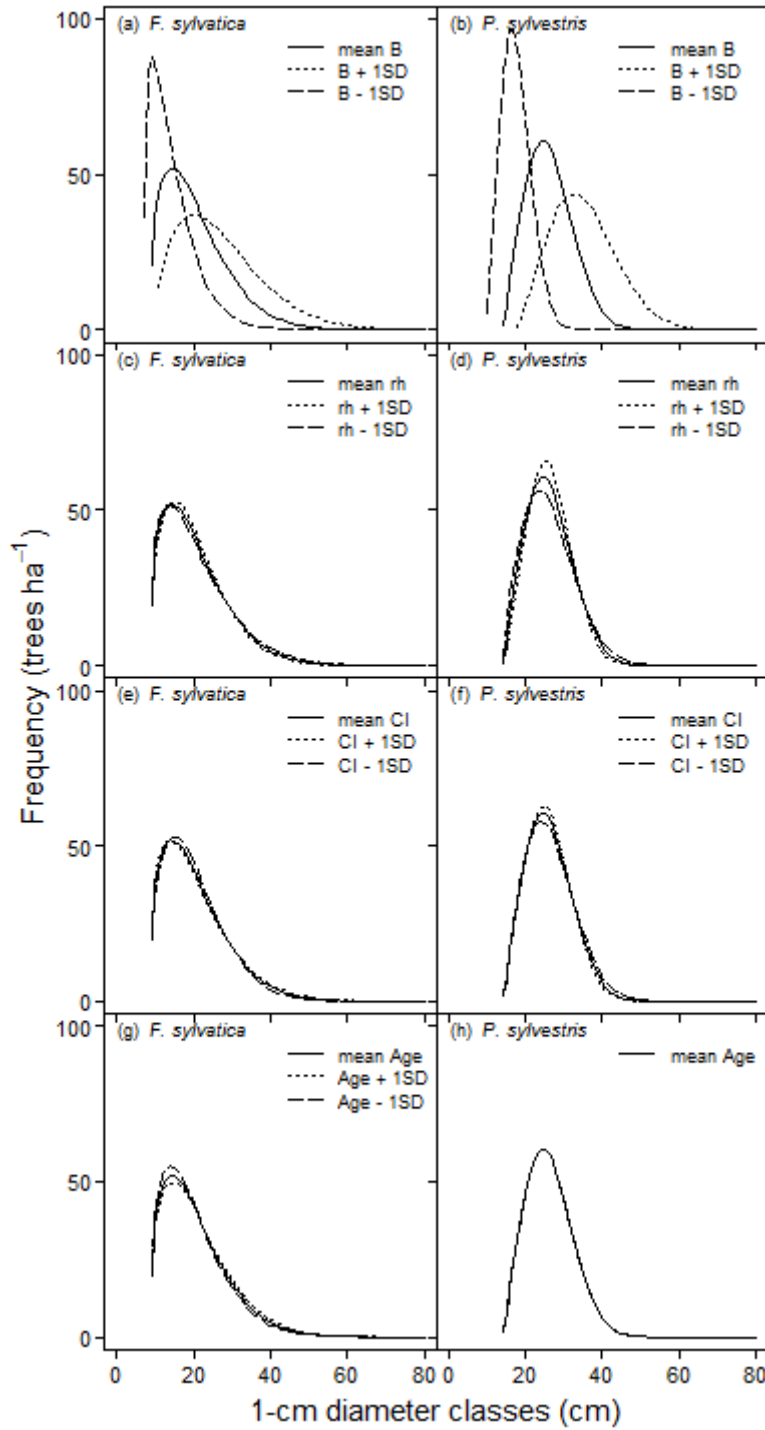 (a) F. sylvatica
mean B
B + 1SD
B - 1SD
(b) P. sylvestris
mean B
B + 1SD
B - 1SD
100
50
0
(c) F. sylvatica
mean rh
rh + 1SD
rh - 1SD
(d) P. sylvestris
mean rh
rh + 1SD
rh - 1SD
100
50
0
(e) F. sylvatica
mean CI
CI + 1SD
CI - 1SD
(f) P. sylvestris
mean CI
CI + 1SD
CI - 1SD
100
50
0
(g) F. sylvatica
mean Age
Age + 1SD
Age - 1SD
(h) P. sylvestris
mean Age
100
50
0
Frequency (trees ha⁻¹)
0 20 40 60 80 0 20 40 60 80
1-cm diameter classes (cm)